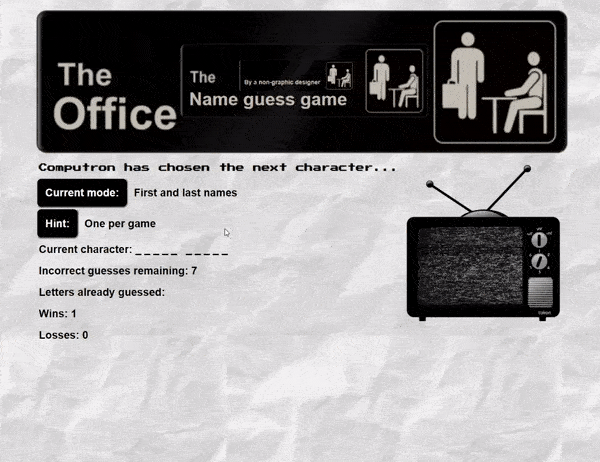 The
Office
The
By a non-graphic designer
Name guess game
Computron has chosen the next character...
Current mode: First and last names
Hint: One per game
Current character: _ _ _ _ _  _ _ _ _ _
Incorrect guesses remaining: 7
Letters already guessed:
Wins: 1
Losses: 0